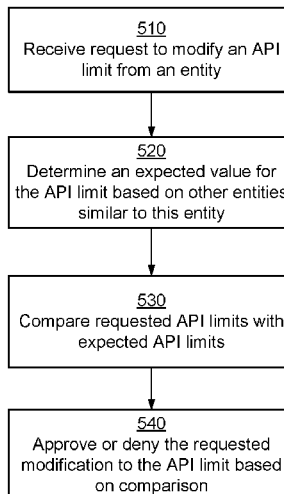 510
Receive request to modify an API
limit from an entity
520
Determine an expected value for
the API limit based on other entities
similar to this entity
530
Compare requested API limits with
expected API limits
540
Approve or deny the requested
modification to the API limit based
on comparison